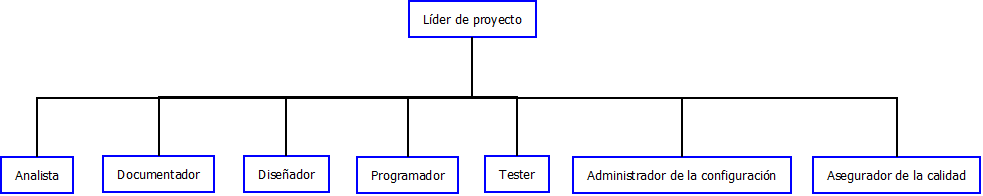 Líder de proyecto
Analista
Documentador
Diseñador
Programador
Tester
Administrador de la configuración
Asegurador de la calidad